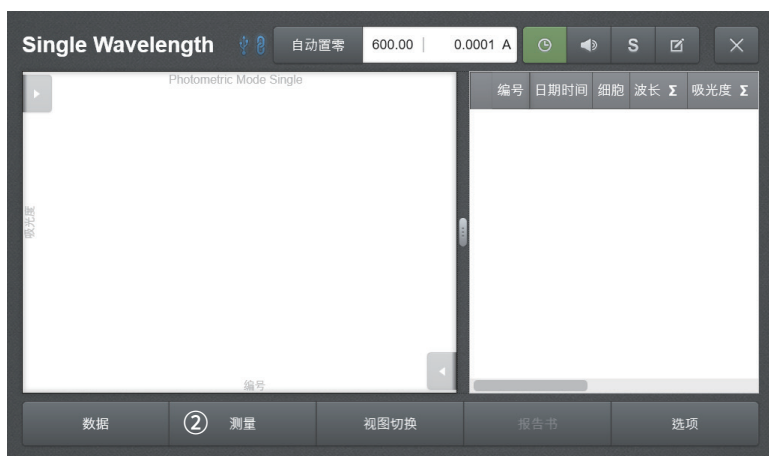 Single Wavelength 自动置零 600.00 0.0001 A S
Photometric Mode Single
编号 日期时间 细胞 波长 Σ 吸光度 Σ
吸光度
编号
数据 ② 测量 视图切换 报告书 选项